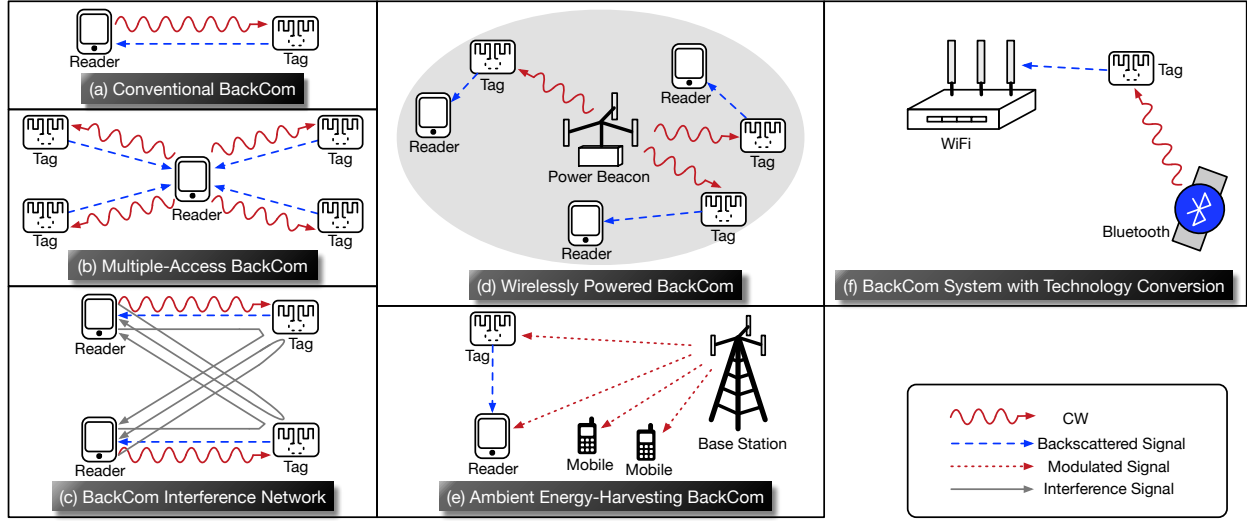 Reader
Tag
(a) Conventional BackCom
Tag
Tag
Reader
Tag
Tag
(b) Multiple-Access BackCom
Reader
Tag
Reader
Tag
(c) BackCom Interference Network
Tag
Reader
Reader
Power Beacon
Tag
Tag
Reader
(d) Wirelessly Powered BackCom
Tag
Reader
Mobile
Mobile
Base Station
(e) Ambient Energy-Harvesting BackCom
Tag
WiFi
Bluetooth
(f) BackCom System with Technology Conversion
CW
Backscattered Signal
Modulated Signal
Interference Signal